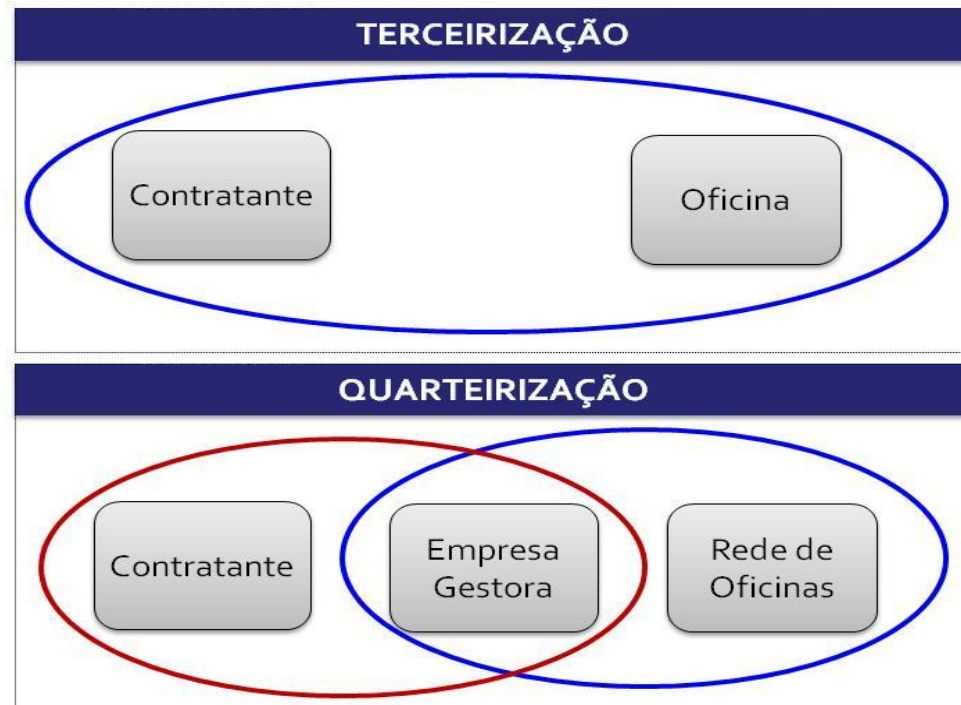 TERCEIRIZAÇÃO
Contratante
Oficina
QUARTEIRIZAÇÃO
Contratante
Empresa
Gestora
Rede de
Oficinas